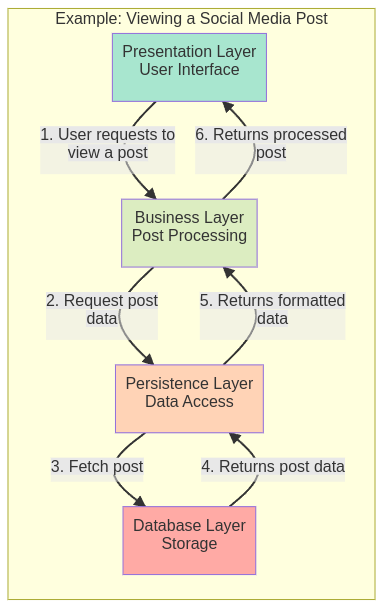 Example: Viewing a Social Media Post
Presentation Layer
User Interface
1. User requests to
view a post
6. Returns processed
post
Business Layer
Post Processing
2. Request post
data
5. Returns formatted
data
Persistence Layer
Data Access
3. Fetch post
4. Returns post data
Database Layer
Storage